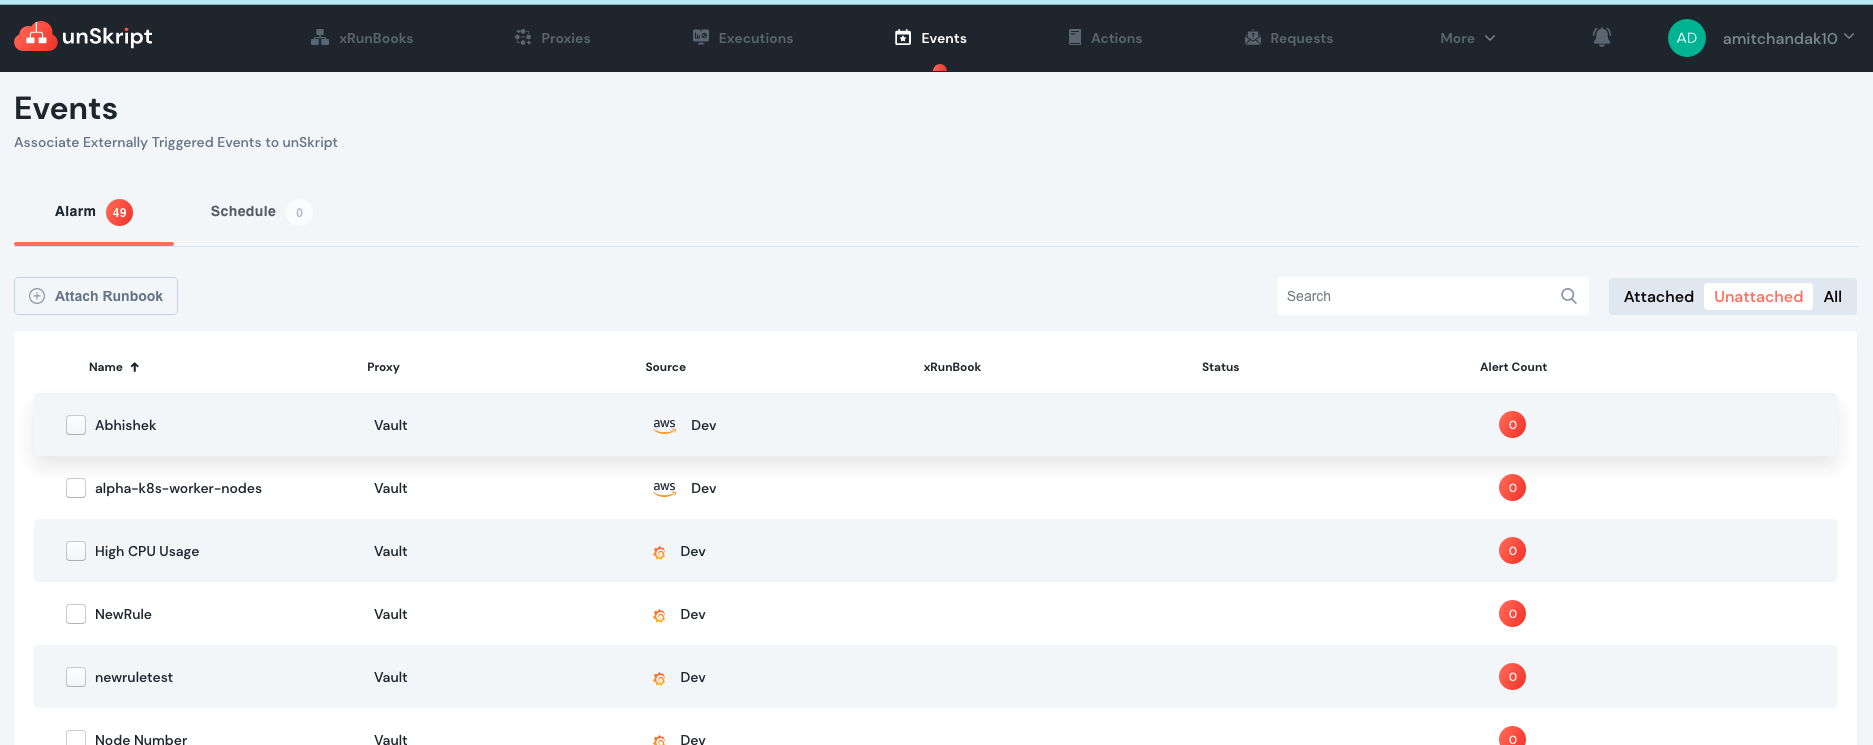 unSkript
xRunBooks
Proxies
Executions
Events
Actions
Requests
More
AD
amitchandak10
Events
Associate Externally Triggered Events to unSkript
Alarm 49
Schedule 0
Attach Runbook
Search
Attached Unattached All
Name Proxy Source xRunBook Status Alert Count
Abhishek Vault aws Dev 0
alpha-k8s-worker-nodes Vault aws Dev 0
High CPU Usage Vault Dev 0
NewRule Vault Dev 0
newruletest Vault Dev 0
Node Number Vault Dev 0